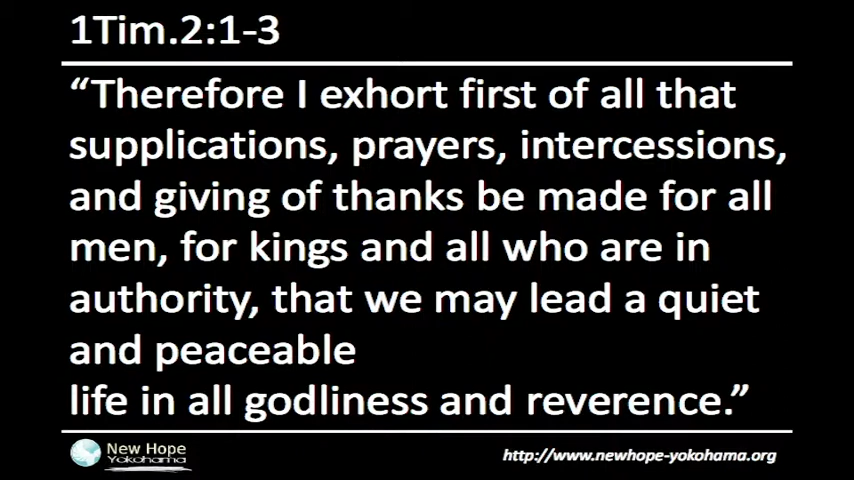 1Tim.2:1-3
“Therefore I exhort first of all that
supplications, prayers, intercessions,
and giving of thanks be made for all
men, for kings and all who are in
authority, that we may lead a quiet
and peaceable
life in all godliness and reverence.”
New Hope
Yokohama
http://www.newhope-yokohama.org